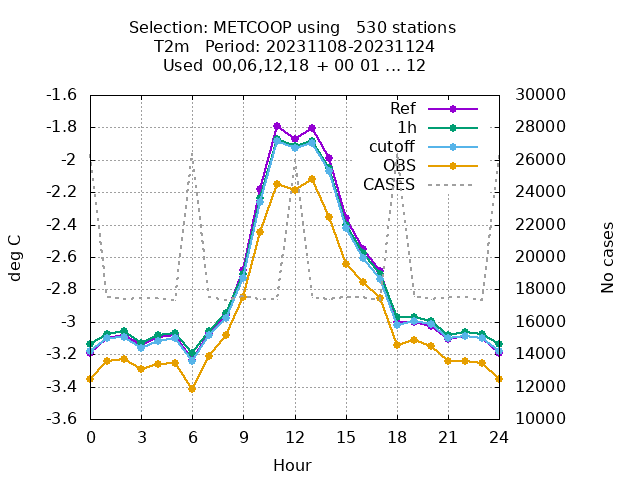 Selection: METCOOP using   530 stations
T2m   Period: 20231108-20231124
Used  00,06,12,18  + 00 01 ... 12
-1.6
-1.8
-2
-2.2
-2.4
-2.6
-2.8
-3
-3.2
-3.4
-3.6
30000
28000
26000
24000
22000
20000
18000
16000
14000
12000
10000
Ref
1h
cutoff
OBS
CASES
deg C
No cases
0 3 6 9 12 15 18 21 24
Hour